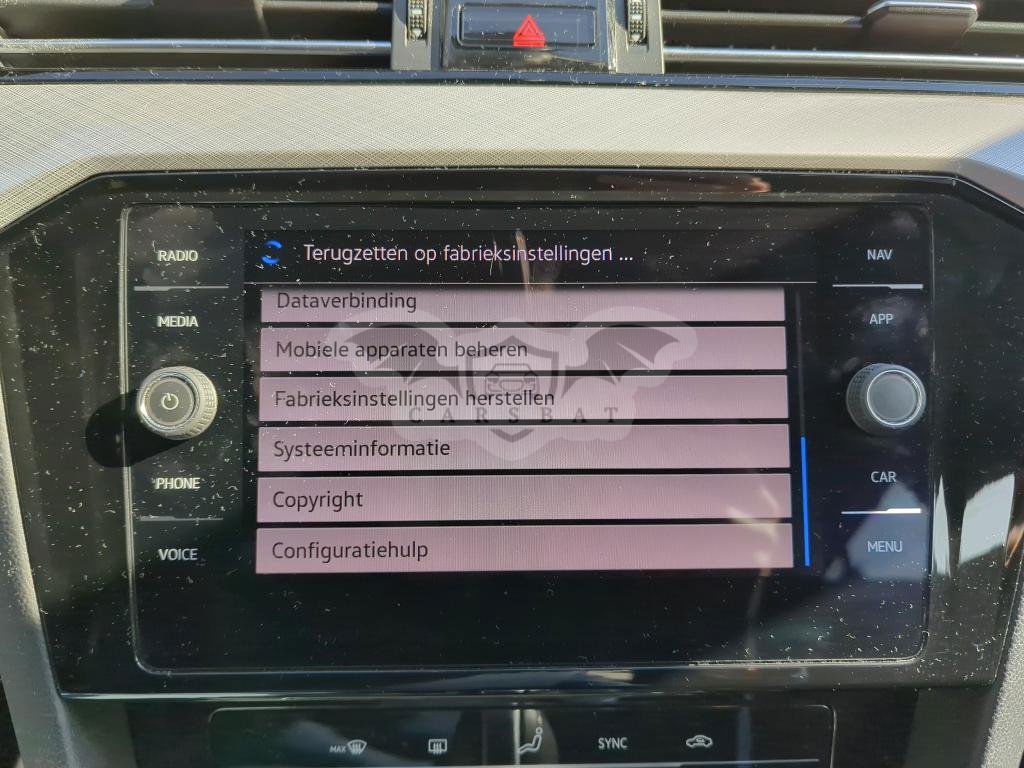 RADIO
MEDIA
PHONE
VOICE
Terugzetten op fabrieksinstellingen ...
Dataverbinding
Mobiele apparaten beheren
Fabrieksinstellingen herstellen
CARSBAT
Systeeminformatie
Copyright
Configuratiehulp
NAV
APP
CAR
MENU
MAX
SYNC